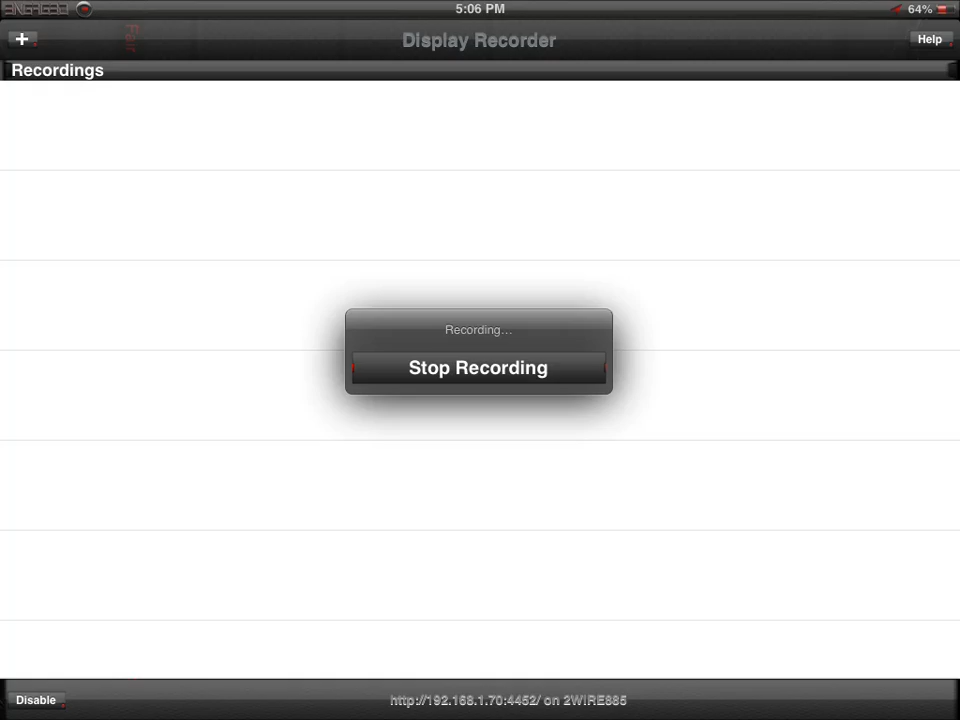 5:06 PM
64%
+
Display Recorder
Help
Recordings
Recording...
Stop Recording
Disable
http://192.168.1.70:4452/ on 2WIRE885